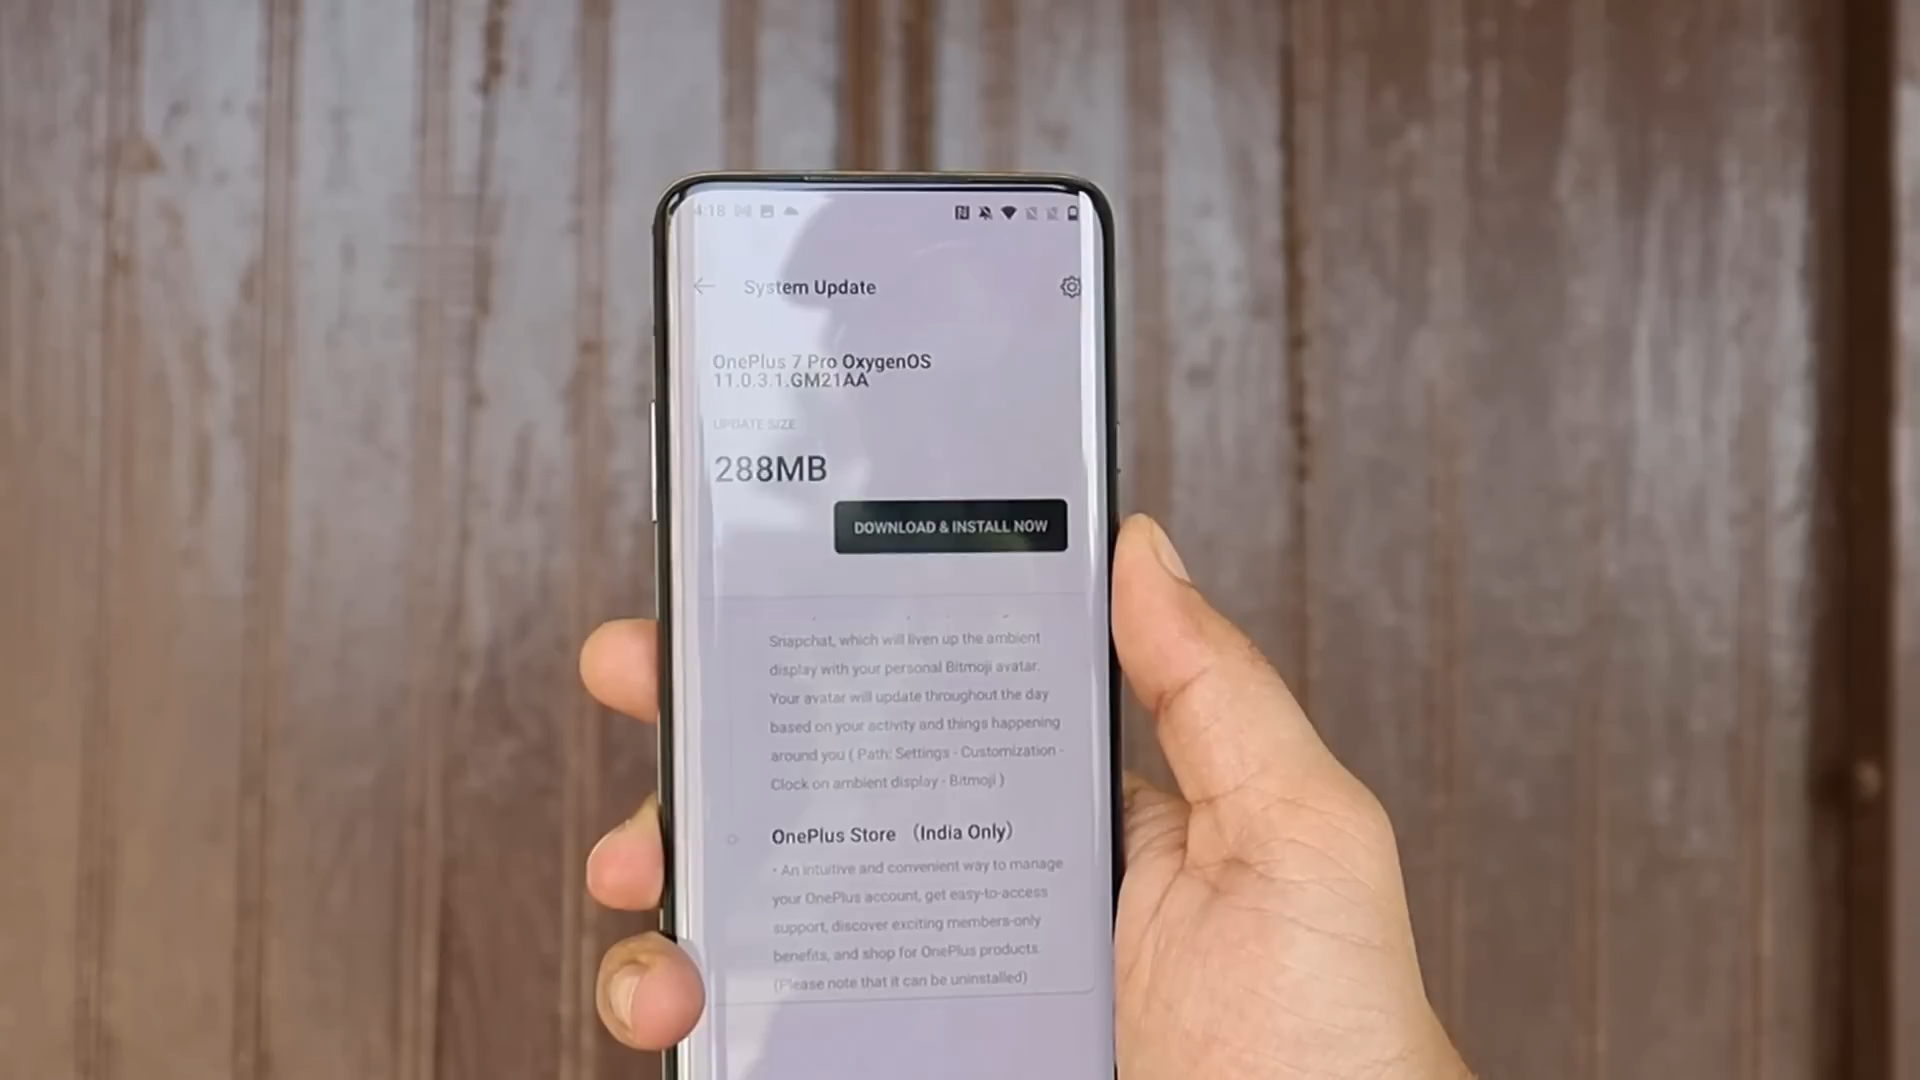 4:18
System Update
OnePlus 7 Pro OxygenOS
11.0.3.1.GM21AA
UPDATE SIZE
288MB
DOWNLOAD & INSTALL NOW
Snapchat, which will liven up the ambient
display with your personal Bitmoji avatar.
Your avatar will update throughout the day
based on your activity and things happening
around you ( Path: Settings - Customization -
Clock on ambient display - Bitmoji )
OnePlus Store （India Only）
• An intuitive and convenient way to manage
your OnePlus account, get easy-to-access
support, discover exciting members-only
benefits, and shop for OnePlus products.
(Please note that it can be uninstalled)